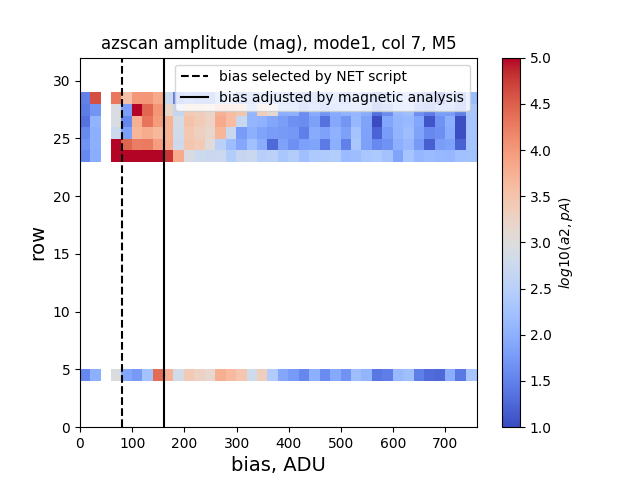 azscan amplitude (mag), mode1, col 7, M5
bias selected by NET script
bias adjusted by magnetic analysis
30
25
20
15
10
5
0
row
0 100 200 300 400 500 600 700
bias, ADU
5.0
4.5
4.0
3.5
3.0
2.5
2.0
1.5
1.0
log10(a2, pA)